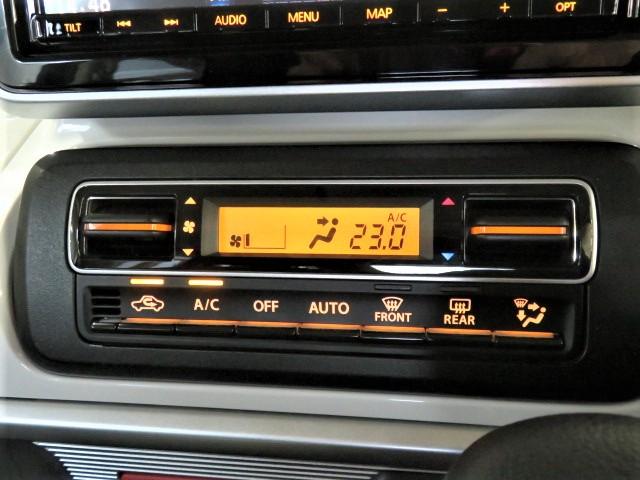 TILT AUDIO MENU MAP - + OPT
A/C
23.0
A/C OFF AUTO FRONT REAR